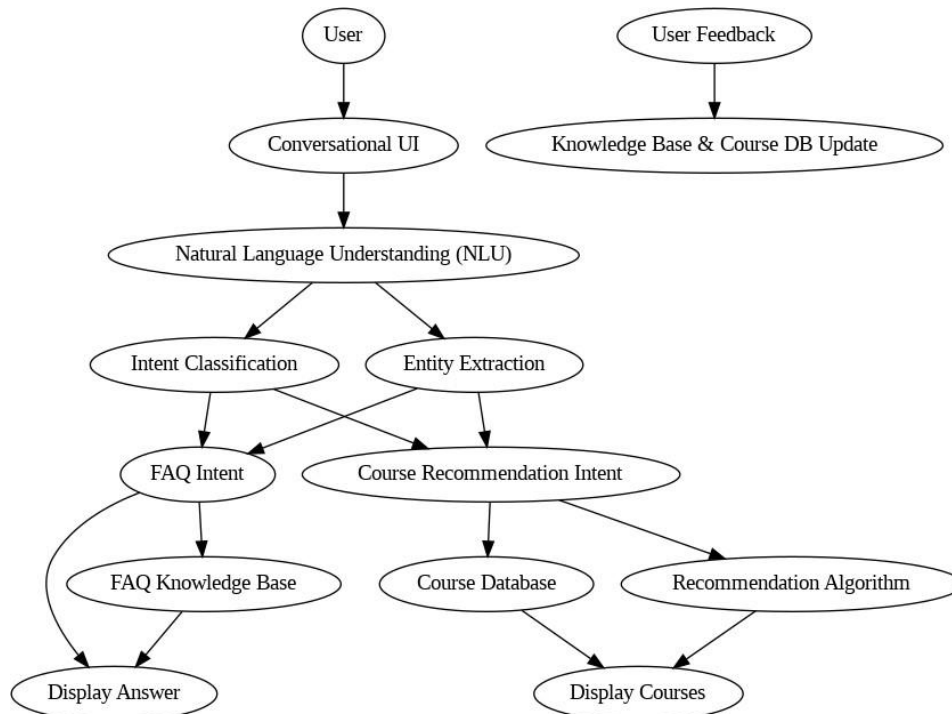 User
User Feedback
Conversational UI
Knowledge Base & Course DB Update
Natural Language Understanding (NLU)
Intent Classification
Entity Extraction
FAQ Intent
Course Recommendation Intent
FAQ Knowledge Base
Course Database
Recommendation Algorithm
Display Answer
Display Courses